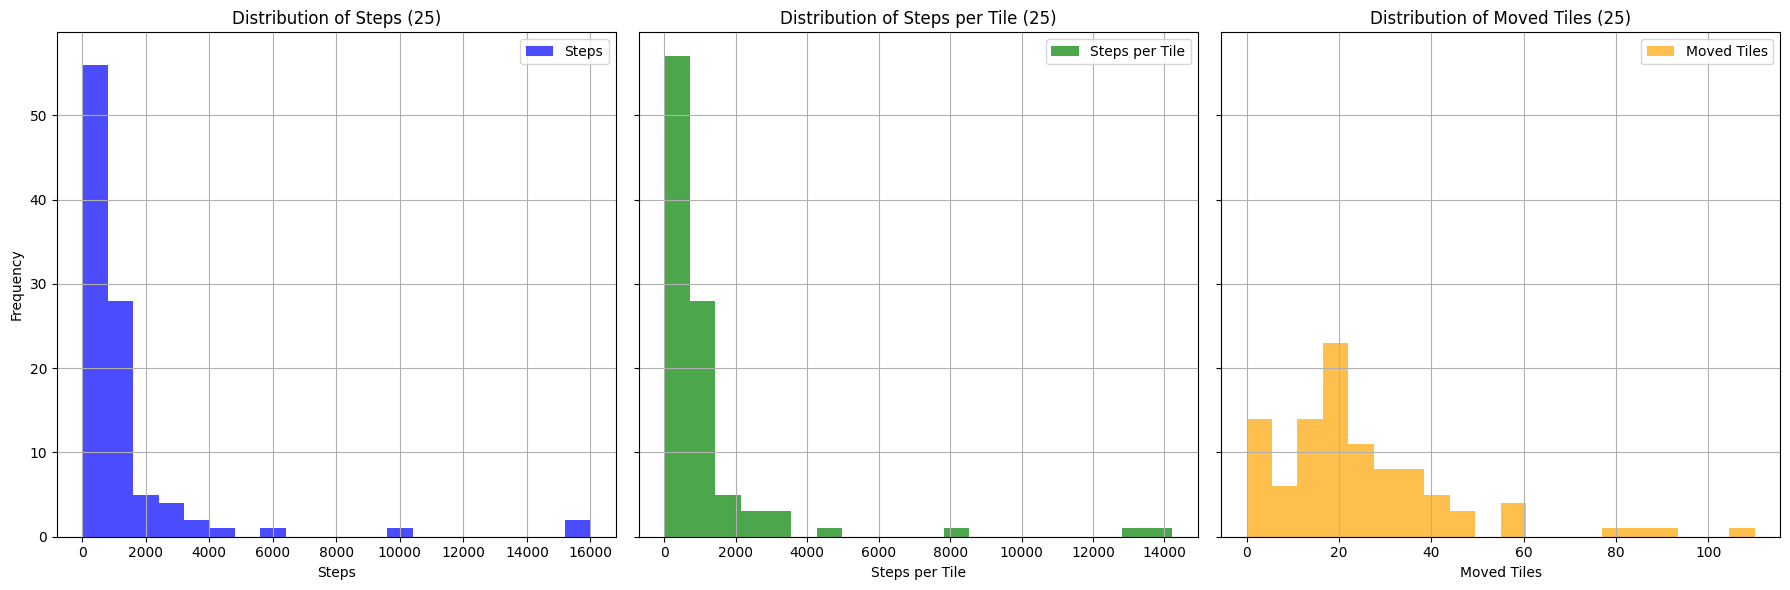 Distribution of Steps (25)
Steps
50
40
30
20
10
0
Frequency
0 2000 4000 6000 8000 10000 12000 14000 16000
Steps
Distribution of Steps per Tile (25)
Steps per Tile
0 2000 4000 6000 8000 10000 12000 14000
Steps per Tile
Distribution of Moved Tiles (25)
Moved Tiles
0 20 40 60 80 100
Moved Tiles